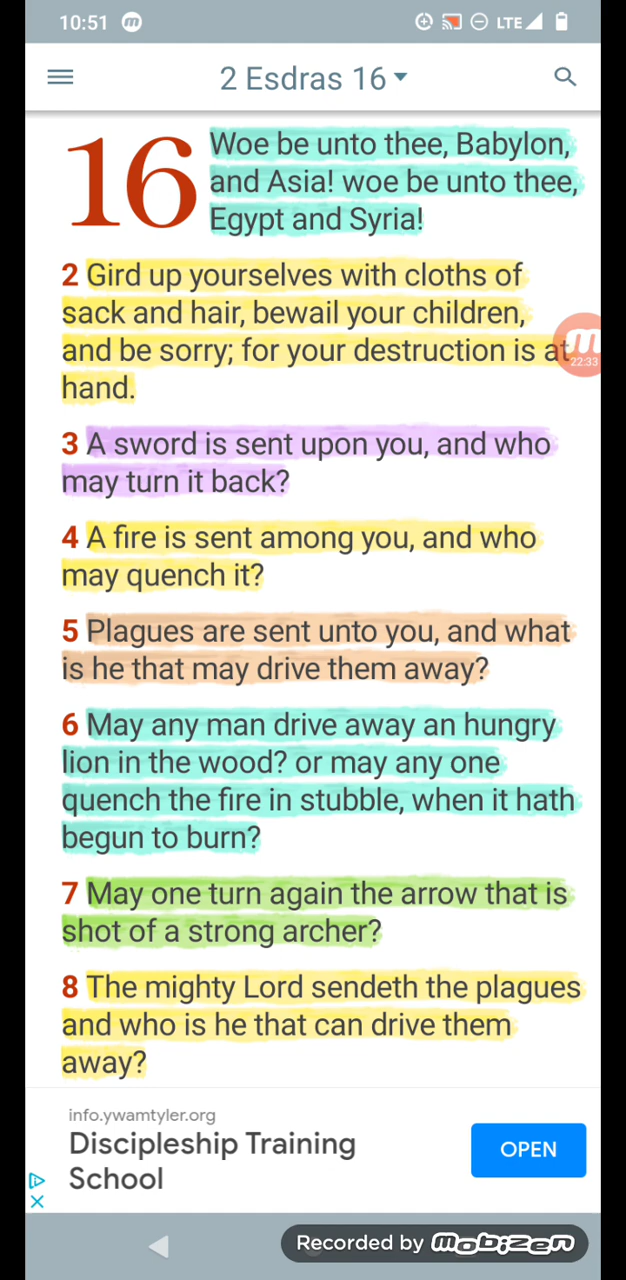 10:51 m LTE
2 Esdras 16
16 Woe be unto thee, Babylon,
and Asia! woe be unto thee,
Egypt and Syria!
2 Gird up yourselves with cloths of
sack and hair, bewail your children,
and be sorry; for your destruction is at
hand.
m
22:33
3 A sword is sent upon you, and who
may turn it back?
4 A fire is sent among you, and who
may quench it?
5 Plagues are sent unto you, and what
is he that may drive them away?
6 May any man drive away an hungry
lion in the wood? or may any one
quench the fire in stubble, when it hath
begun to burn?
7 May one turn again the arrow that is
shot of a strong archer?
8 The mighty Lord sendeth the plagues
and who is he that can drive them
away?
info.ywamtyler.org
Discipleship Training
School
OPEN
Recorded by mobizen